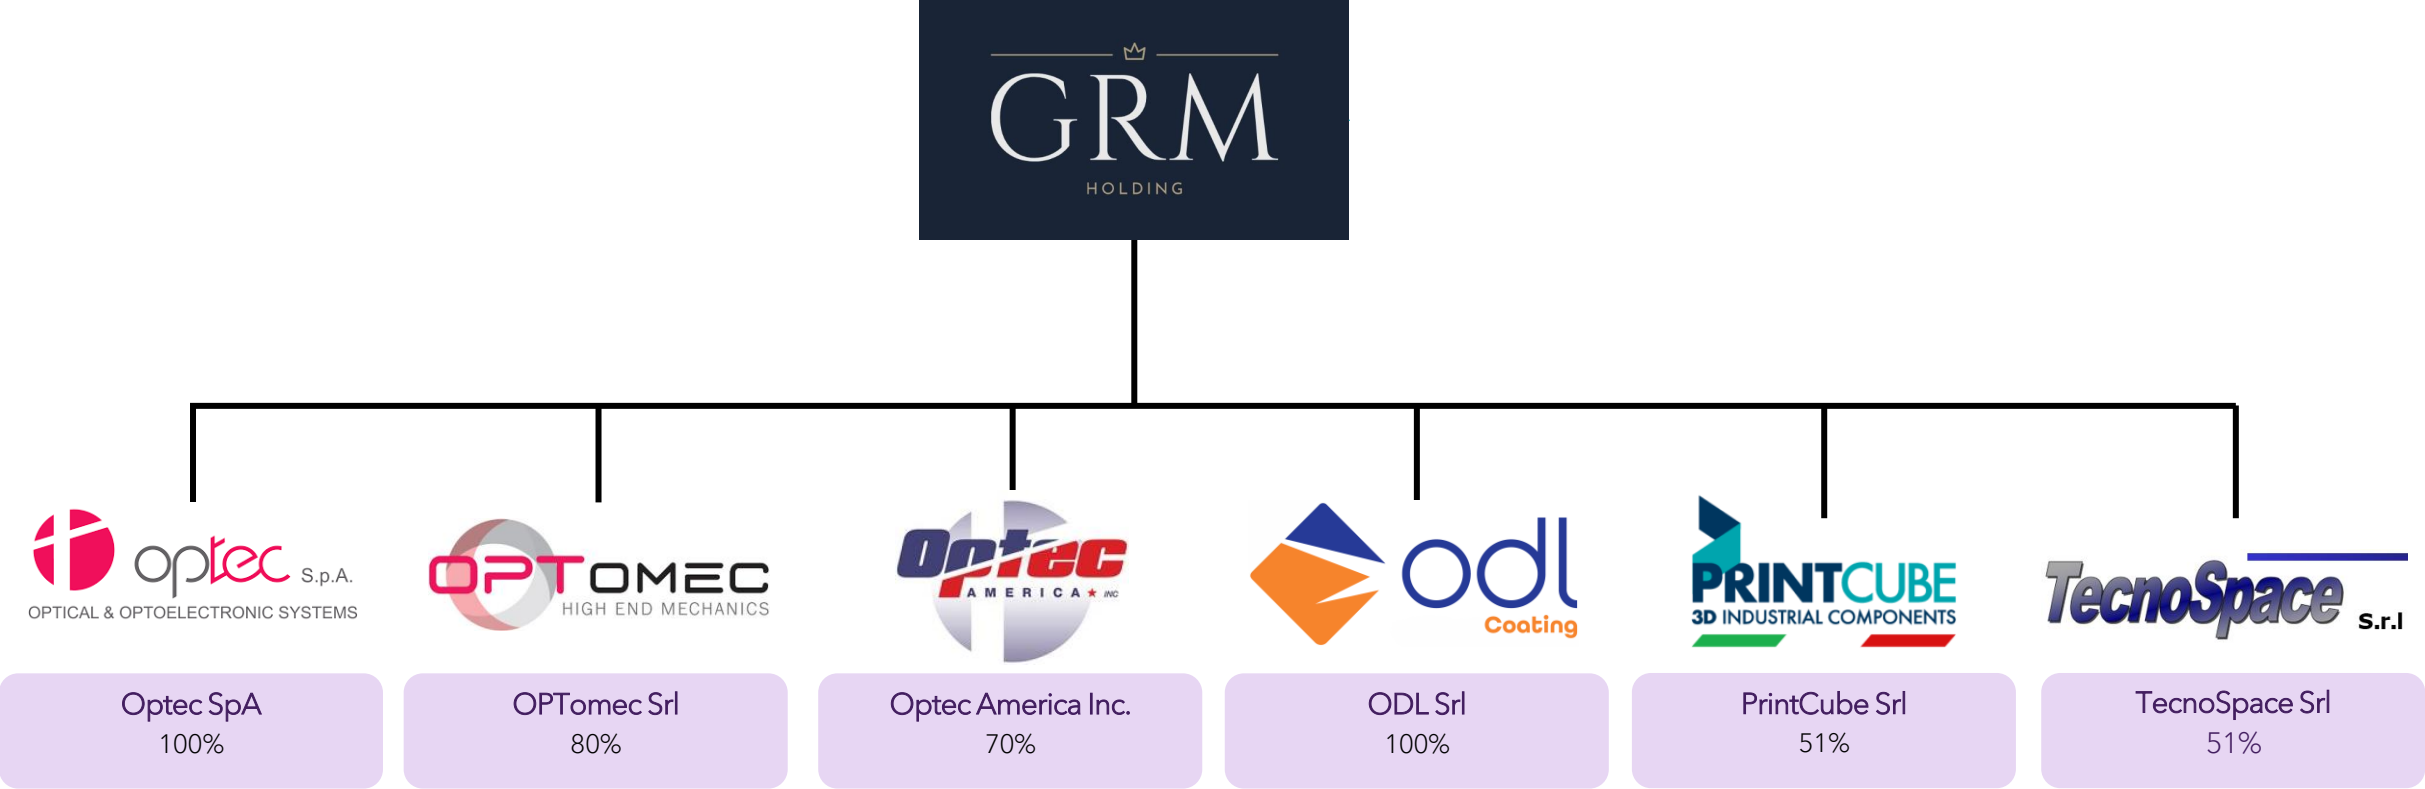 GRM
HOLDING
optec S.p.A.
OPTICAL & OPTOELECTRONIC SYSTEMS
OPTOMEC
HIGH END MECHANICS
Optec
AMERICA INC
odl
Coating
PRINTCUBE
3D INDUSTRIAL COMPONENTS
TecnoSpace
s.r.l
Optec SpA
100%
OPTomec Srl
80%
Optec America Inc.
70%
ODL Srl
100%
PrintCube Srl
51%
TecnoSpace Srl
51%